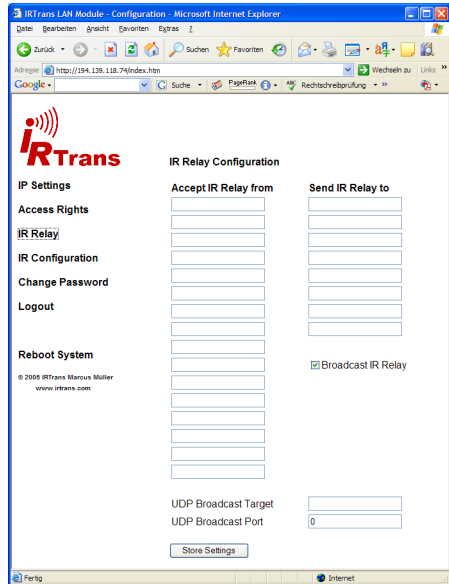 IRTrans LAN Module - Configuration - Microsoft Internet Explorer
Datei Bearbeiten Ansicht Favoriten Extras ?
Zurück Suchen Favoriten
Adresse http://194.139.118.74/index.htm Wechseln zu Links »
Google G Suche PageRank ABC Rechtschreibprüfung »
IRTrans
IR Relay Configuration
IP Settings
Accept IR Relay from Send IR Relay to
Access Rights
IR Relay
IR Configuration
Change Password
Logout
Reboot System
Broadcast IR Relay
© 2005 IRTrans Marcus Müller
www.irtrans.com
UDP Broadcast Target
UDP Broadcast Port 0
Store Settings
Fertig Internet